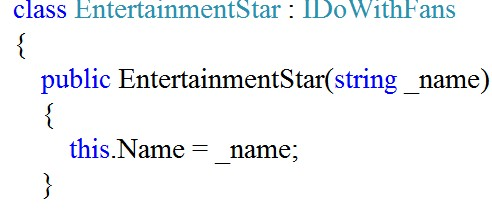 class EntertainmentStar : IDoWithFans
{
public EntertainmentStar(string _name)
{
this.Name = _name;
}